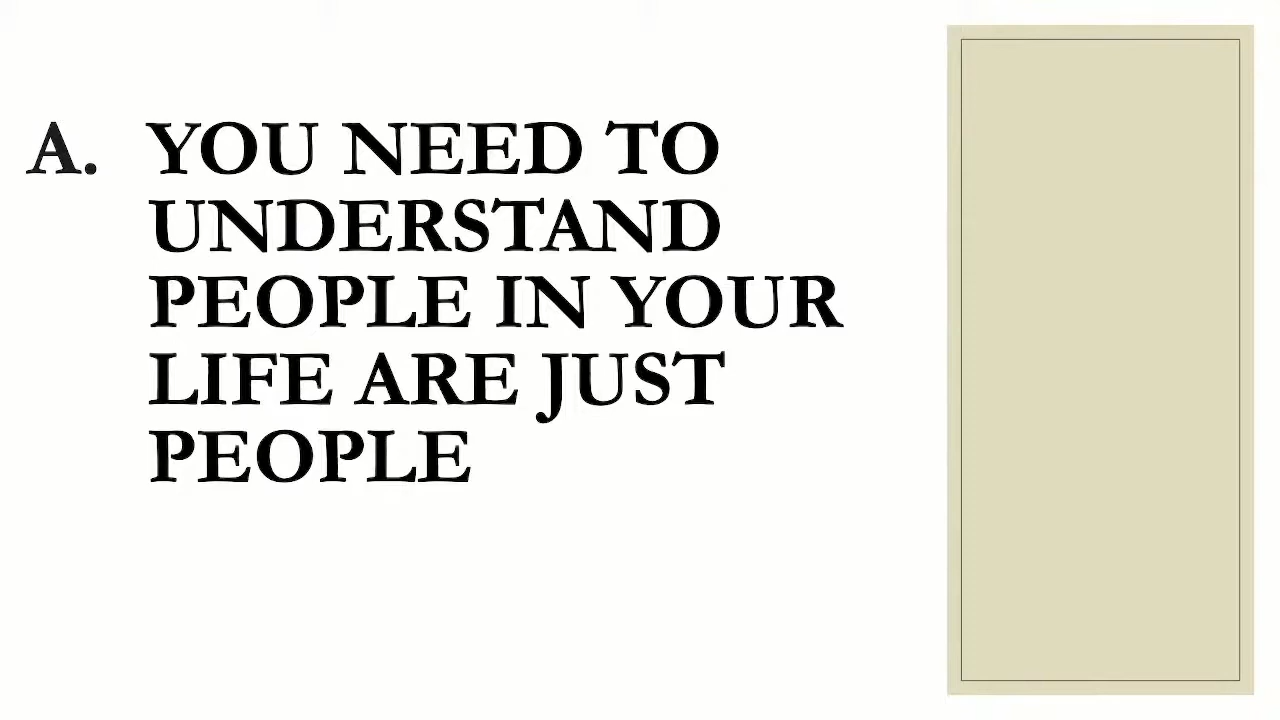 A. YOU NEED TO
UNDERSTAND
PEOPLE IN YOUR
LIFE ARE JUST
PEOPLE